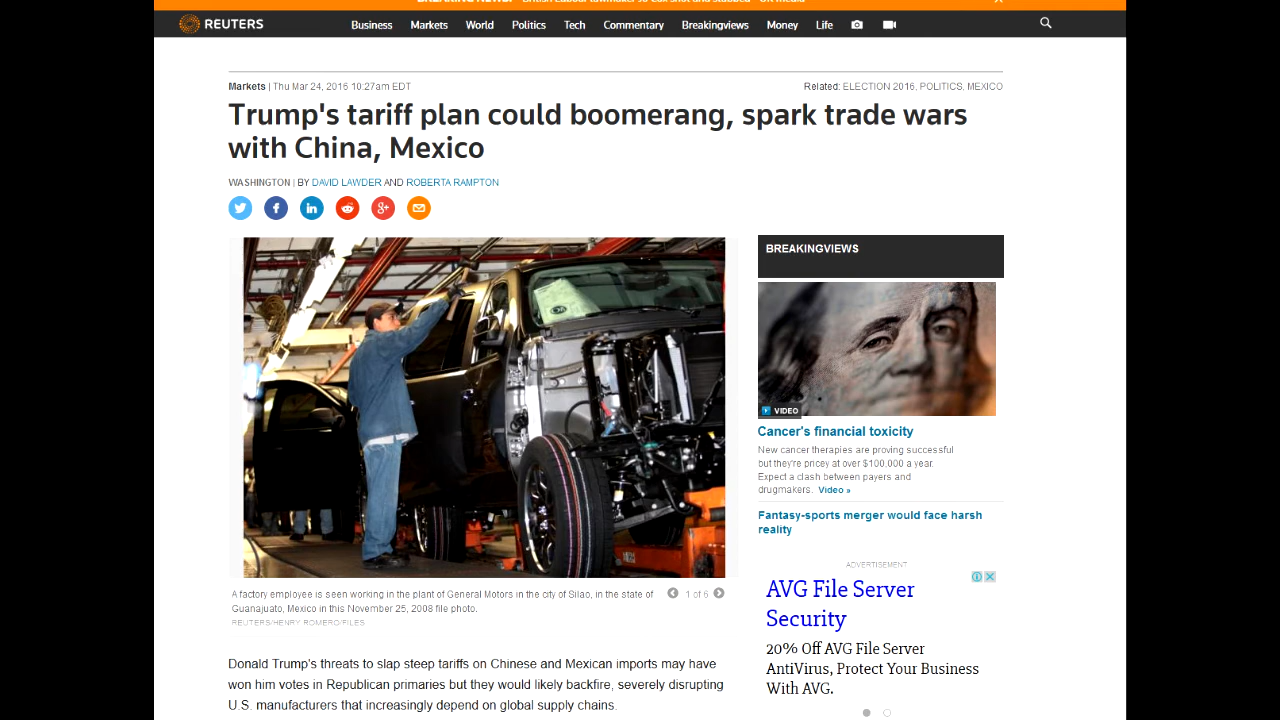 REUTERS
Business Markets World Politics Tech Commentary Breakingviews Money Life
Markets | Thu Mar 24, 2016 10:27am EDT
Related: ELECTION 2016, POLITICS, MEXICO
Trump's tariff plan could boomerang, spark trade wars
with China, Mexico
WASHINGTON | BY DAVID LAWDER AND ROBERTA RAMPTON
A factory employee is seen working in the plant of General Motors in the city of Silao, in the state of
Guanajuato, Mexico in this November 25, 2008 file photo.
REUTERS/HENRY ROMERO/FILES
1 of 6
Donald Trump's threats to slap steep tariffs on Chinese and Mexican imports may have
won him votes in Republican primaries but they would likely backfire, severely disrupting
U.S. manufacturers that increasingly depend on global supply chains.
BREAKINGVIEWS
VIDEO
Cancer's financial toxicity
New cancer therapies are proving successful
but they're pricey at over $100,000 a year.
Expect a clash between payers and
drugmakers. Video »
Fantasy-sports merger would face harsh
reality
ADVERTISEMENT
AVG File Server
Security
20% Off AVG File Server
AntiVirus, Protect Your Business
With AVG.